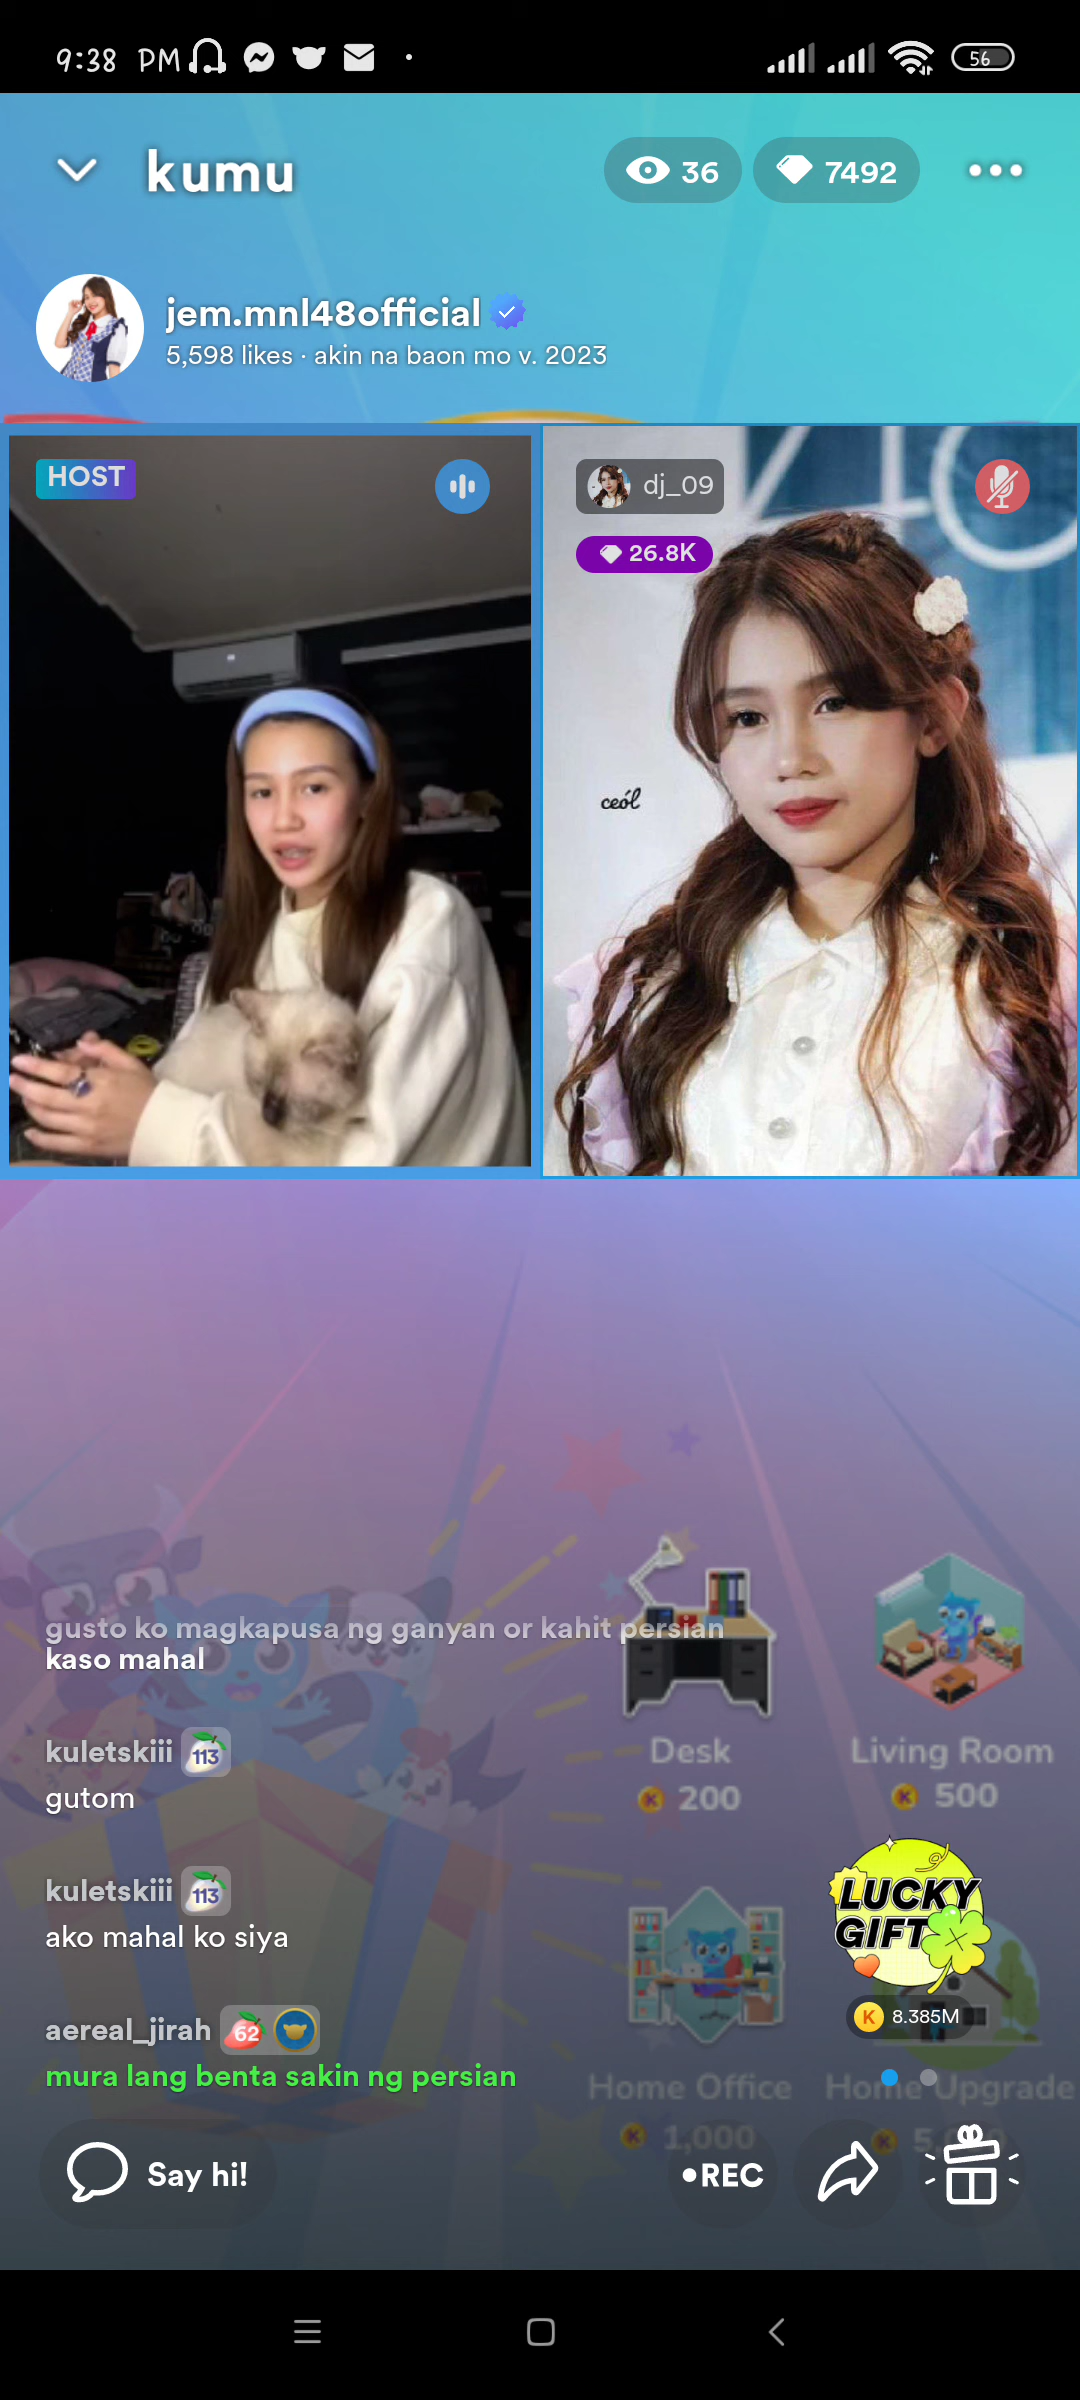 9:38 PM
56
kumu
36
7492
jem.mnl48official
5,598 likes · akin na baon mo v. 2023
HOST
dj_09
26.8K
ceól
gusto ko magkapusa ng ganyan or kahit persian
kaso mahal
kuletskiii 113
gutom
kuletskiii 113
ako mahal ko siya
aereal_jirah 62
mura lang benta sakin ng persian
Desk
200
Living Room
500
LUCKY
GIFT
K 8.385M
Home Office
1,000
Home Upgrade
Say hi!
•REC